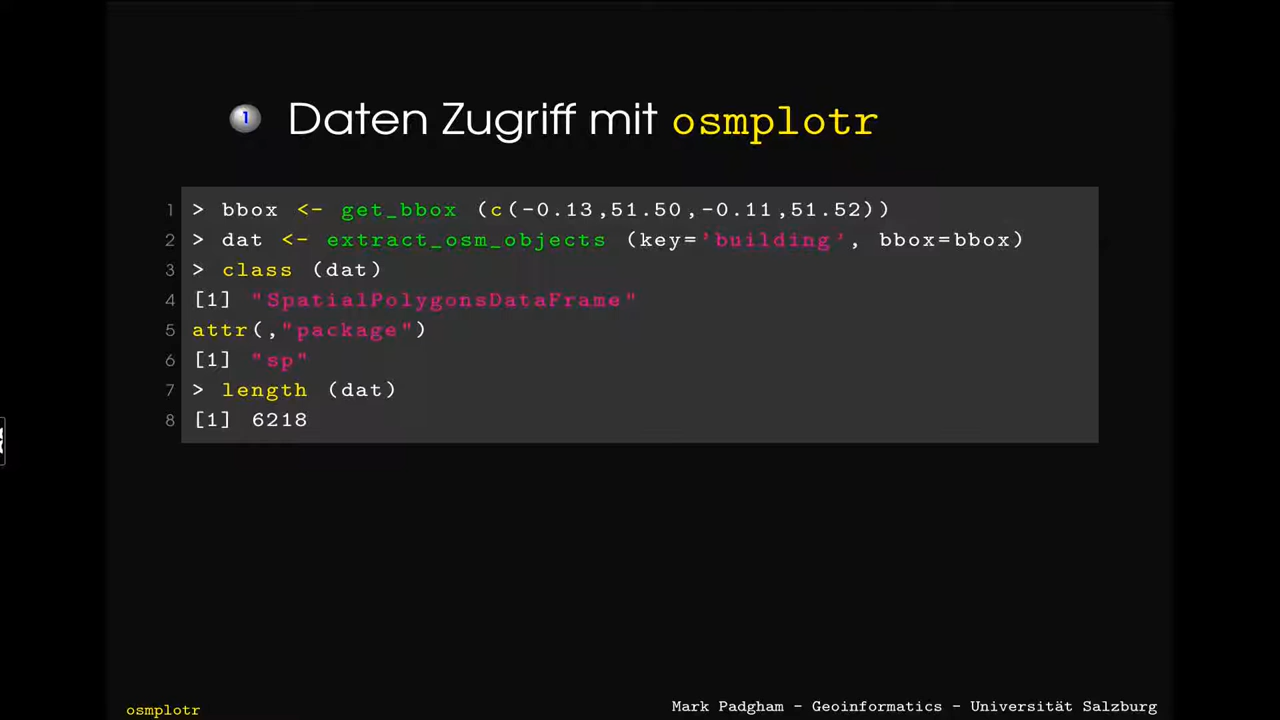 1 Daten Zugriff mit osmplotr
1 > bbox <- get_bbox (c(-0.13,51.50,-0.11,51.52))
2 > dat <- extract_osm_objects (key='building', bbox=bbox)
3 > class (dat)
4 [1] "SpatialPolygonsDataFrame"
5 attr(,"package")
6 [1] "sp"
7 > length (dat)
8 [1] 6218
osmplotr
Mark Padgham - Geoinformatics - Universität Salzburg